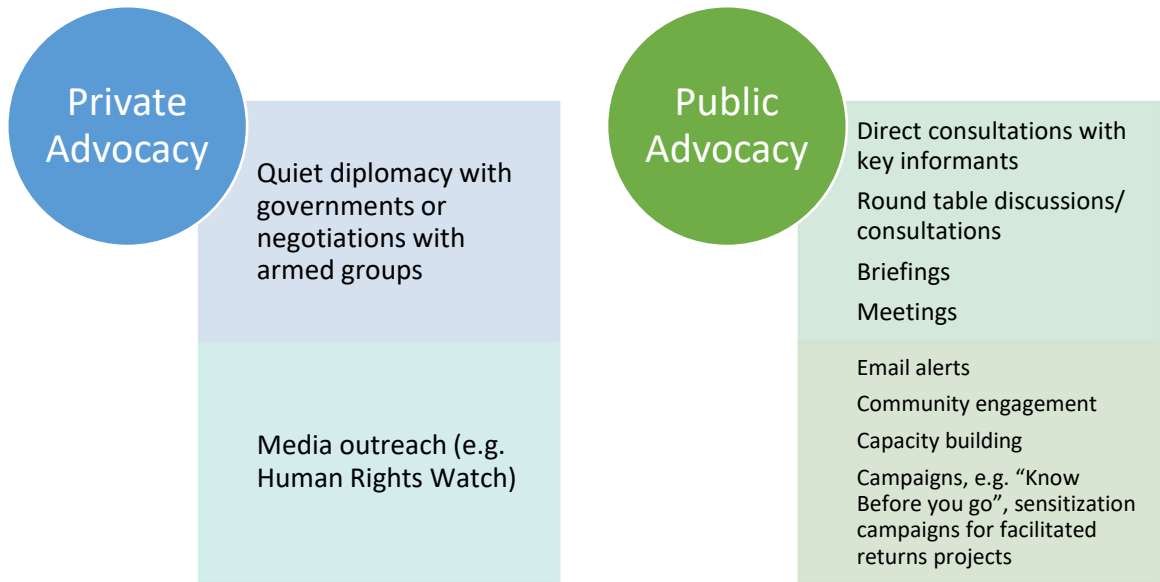 Private
Advocacy
Quiet diplomacy with
governments or
negotiations with
armed groups
Media outreach (e.g.
Human Rights Watch)
Public
Advocacy
Direct consultations with
key informants
Round table discussions/
consultations
Briefings
Meetings
Email alerts
Community engagement
Capacity building
Campaigns, e.g. “Know
Before you go”, sensitization
campaigns for facilitated
returns projects